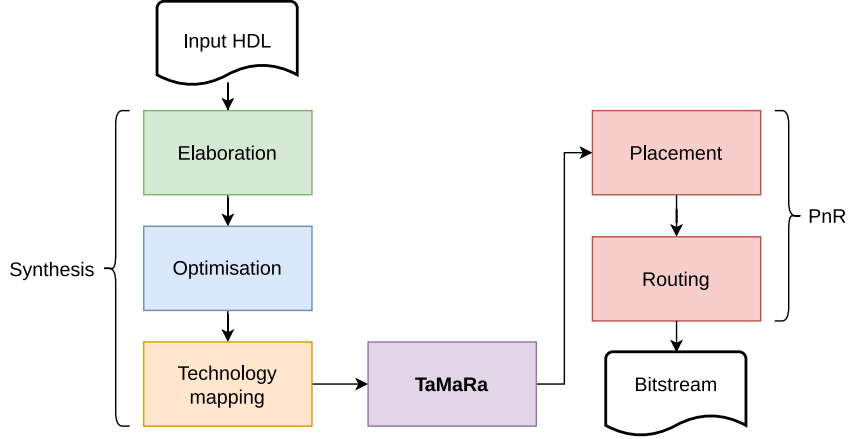 Input HDL
Synthesis
Elaboration
Optimisation
Technology
mapping
TaMaRa
Placement
Routing
PnR
Bitstream